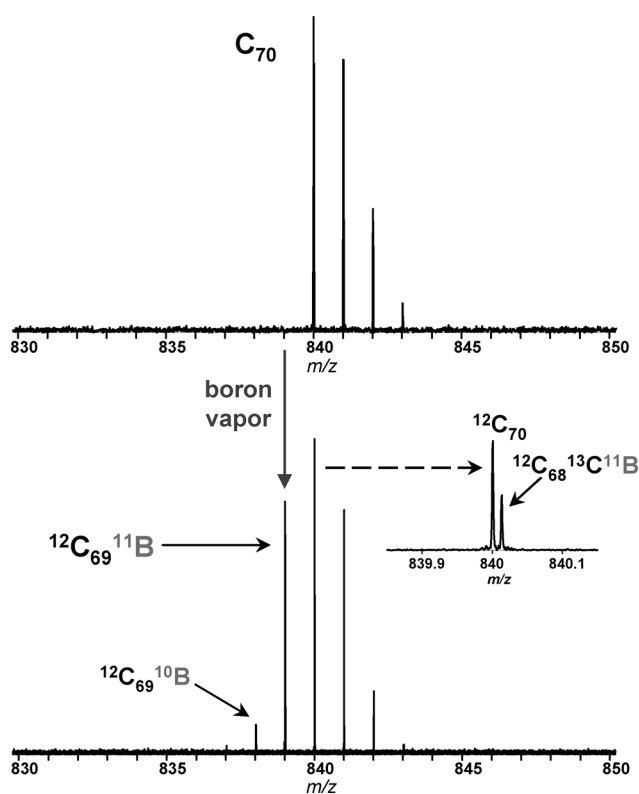 C₇₀
830 835 840 845 850
m/z
boron
vapor
¹²C₇₀
¹²C₆₈¹³C¹¹B
839.9 840 840.1
m/z
¹²C₆₉¹¹B
¹²C₆₉¹⁰B
830 835 840 845 850
m/z